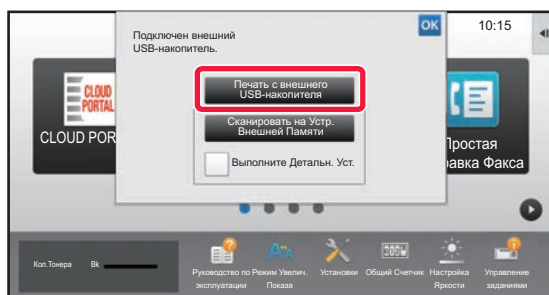 Подключен внешний
USB-накопитель.
OK
10:15
Печать с внешнего
USB-накопителя
Сканировать на Устр.
Внешней Памяти
Выполните Детальн. Уст.
CLOUD
PORTAL
CLOUD POR
Простая
равка Факса
Кол.Тонера
Bk
Руководство по
эксплуатации
Режим Увелич.
Показа
Установки
Общий Счетчик
Настройка
Яркости
Управление
заданиями